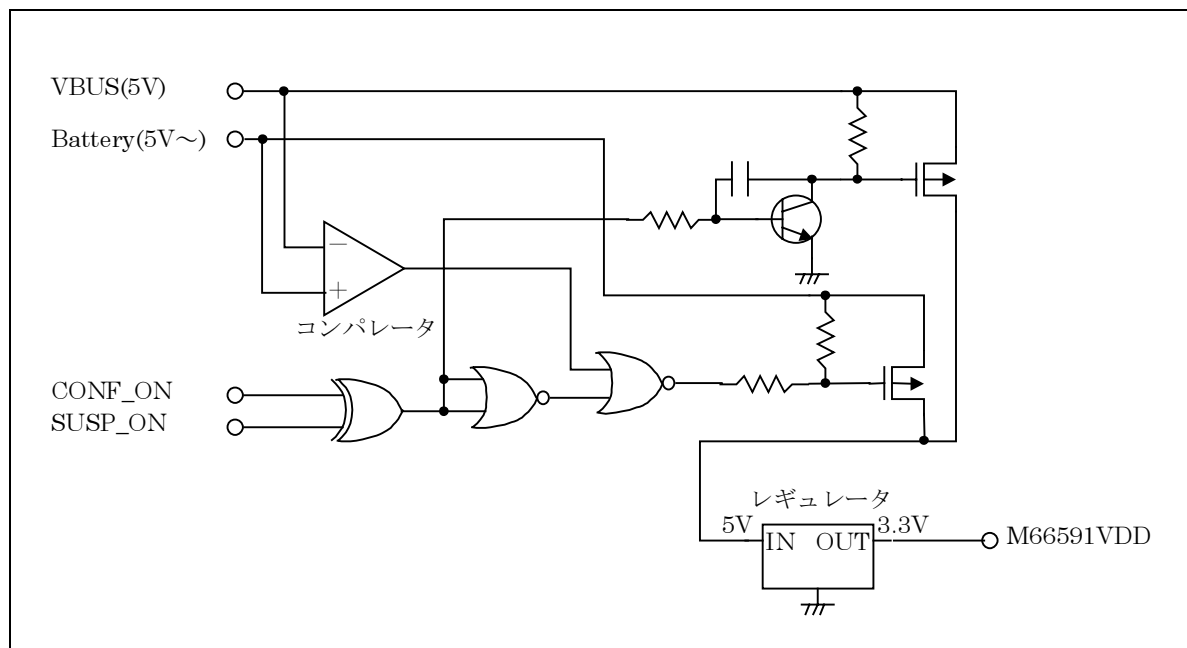 VBUS(5V)
Battery(5V～)
−
+
コンパレータ
CONF_ON
SUSP_ON
レギュレータ
5V
3.3V
IN OUT
M66591VDD